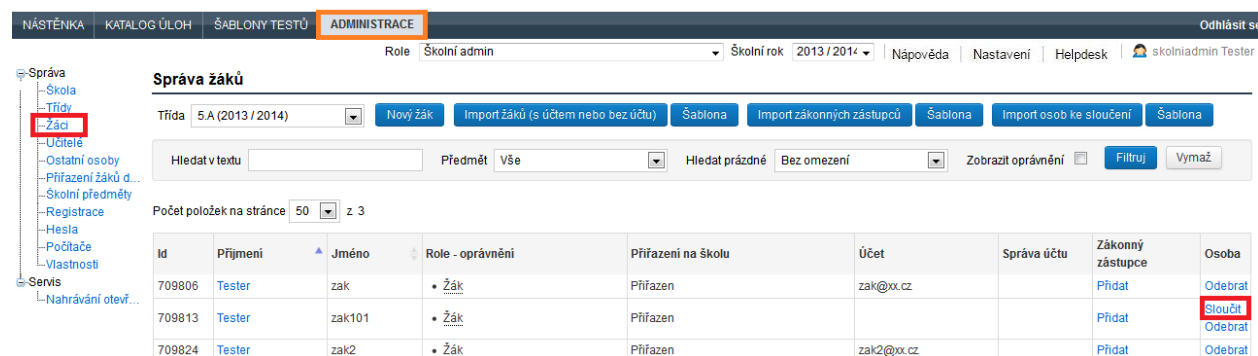 NÁSTĚNKA KATALOG ÚLOH ŠABLONY TESTŮ ADMINISTRACE Odhlásit se
Role Školní admin Školní rok 2013 / 2014 Nápověda Nastavení Helpdesk skolniadmin Tester
Správa
Škola
Třídy
Žáci
Učitelé
Ostatní osoby
Přiřazení žáků d...
Školní předměty
Registrace
Hesla
Počítače
Vlastnosti
Servis
Nahrávání otevř...
Správa žáků
Třída 5.A (2013 / 2014) Nový žák Import žáků (s účtem nebo bez účtu) Šablona Import zákonných zástupců Šablona Import osob ke sloučení Šablona
Hledat v textu Předmět Vše Hledat prázdné Bez omezení Zobrazit oprávnění Filtruj Vymaž
Počet položek na stránce 50 z 3
Id Příjmení Jméno Role - oprávnění Přiřazení na školu Účet Správa účtu Zákonný zástupce Osoba
709806 Tester zak • Žák Přiřazen zak@xx.cz Přidat Odebrat
709813 Tester zak101 • Žák Přiřazen Přidat Sloučit
Odebrat
709824 Tester zak2 • Žák Přiřazen zak2@xx.cz Přidat Odebrat